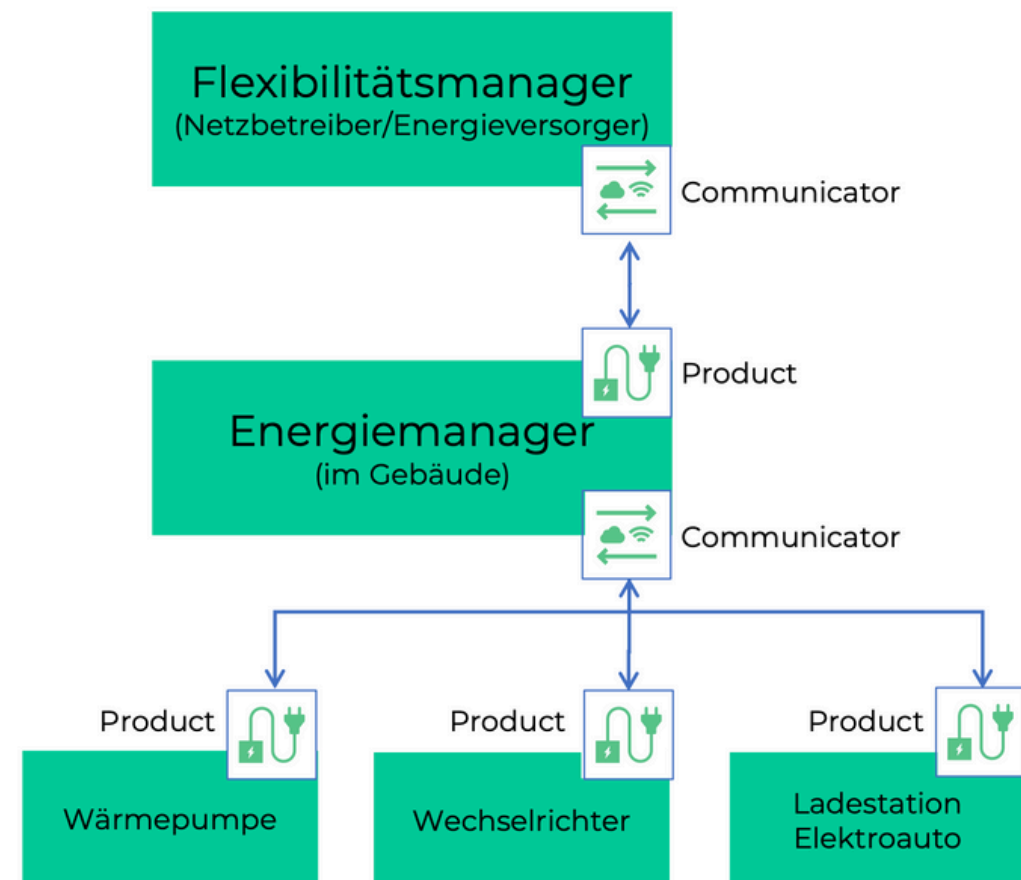 Flexibilitätsmanager
(Netzbetreiber/Energieversorger)
Communicator
Product
Energiemanager
(im Gebäude)
Communicator
Product
Product
Product
Wärmepumpe
Wechselrichter
Ladestation
Elektroauto